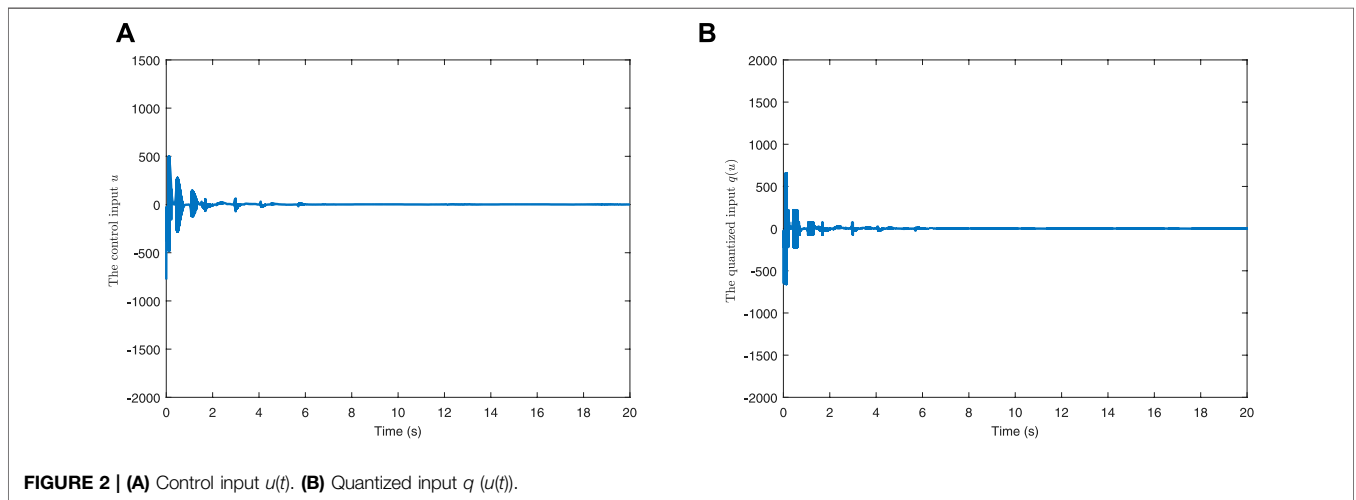 A
1500
1000
500
0
-500
-1000
-1500
-2000
The control input u
0 2 4 6 8 10 12 14 16 18 20
Time (s)
B
2000
1500
1000
500
0
-500
-1000
-1500
-2000
The quantized input q(u)
0 2 4 6 8 10 12 14 16 18 20
Time (s)
FIGURE 2 | (A) Control input u(t). (B) Quantized input q (u(t)).